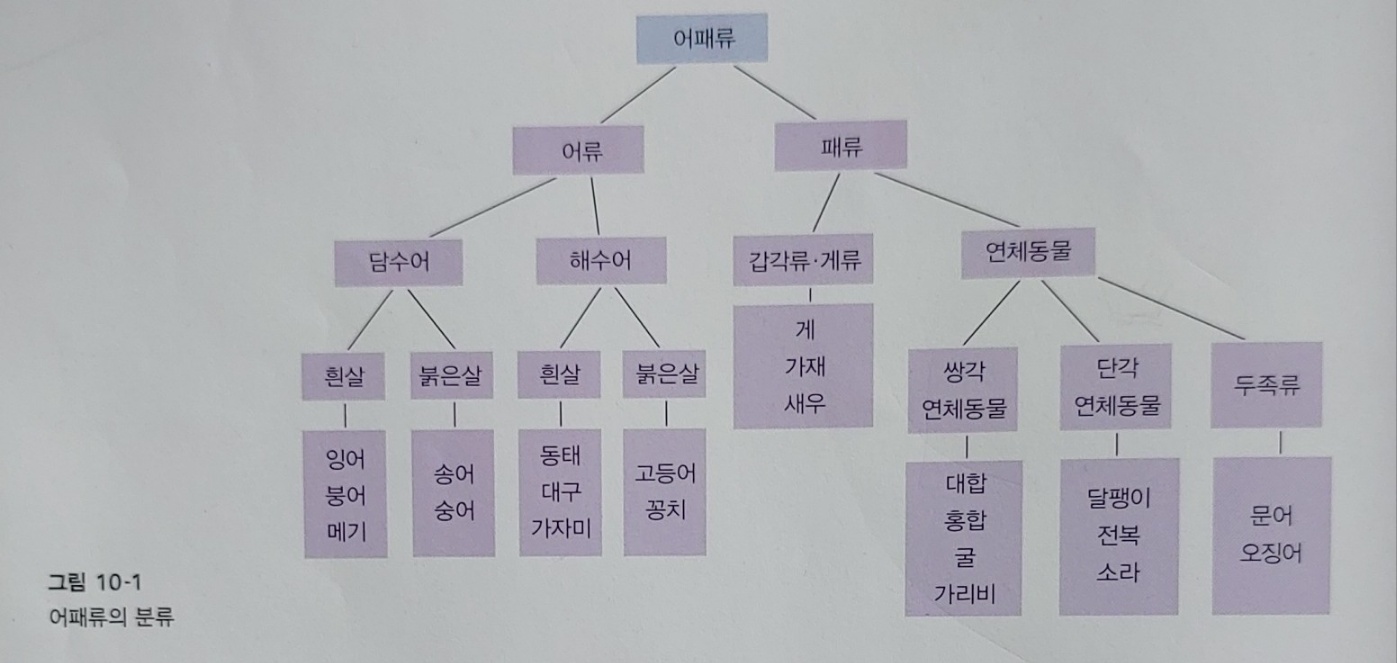 어패류
어류
패류
담수어
해수어
갑각류·게류
연체동물
흰살
붉은살
흰살
붉은살
게
가재
새우
쌍각
연체동물
단각
연체동물
두족류
잉어
붕어
메기
송어
숭어
동태
대구
가자미
고등어
꽁치
대합
홍합
굴
가리비
달팽이
전복
소라
문어
오징어
그림 10-1
어패류의 분류